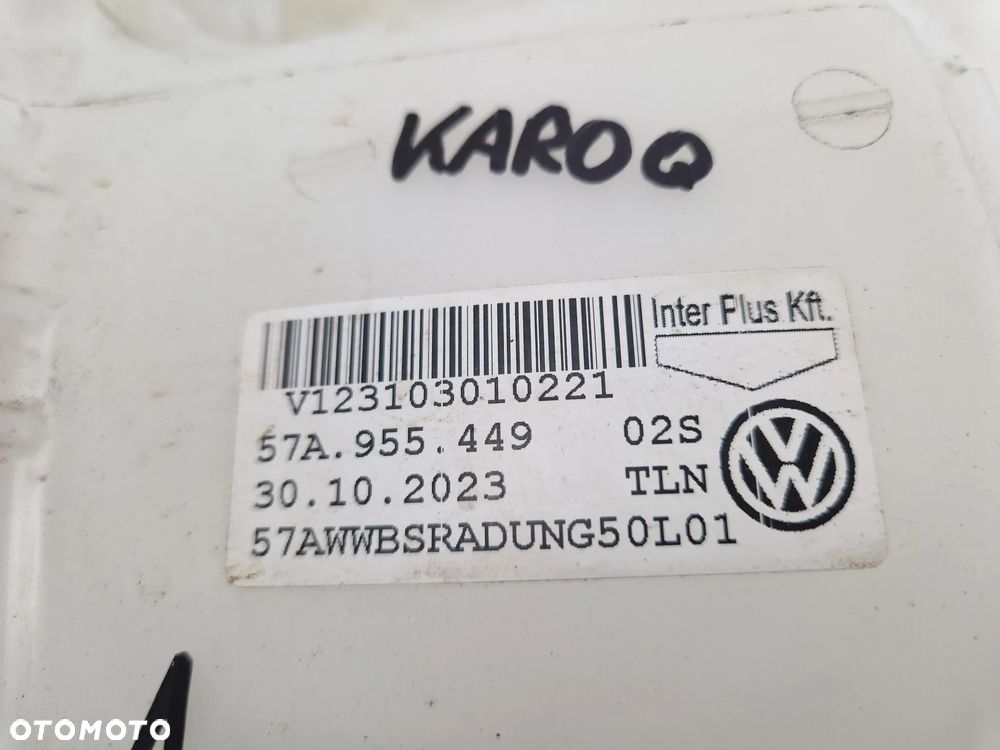 KAROQ
Inter Plus Kft.
V123103010221
57A.955.449 02S
30.10.2023 TLN
57AWWBSRADUNG50L01
OTOMOTO